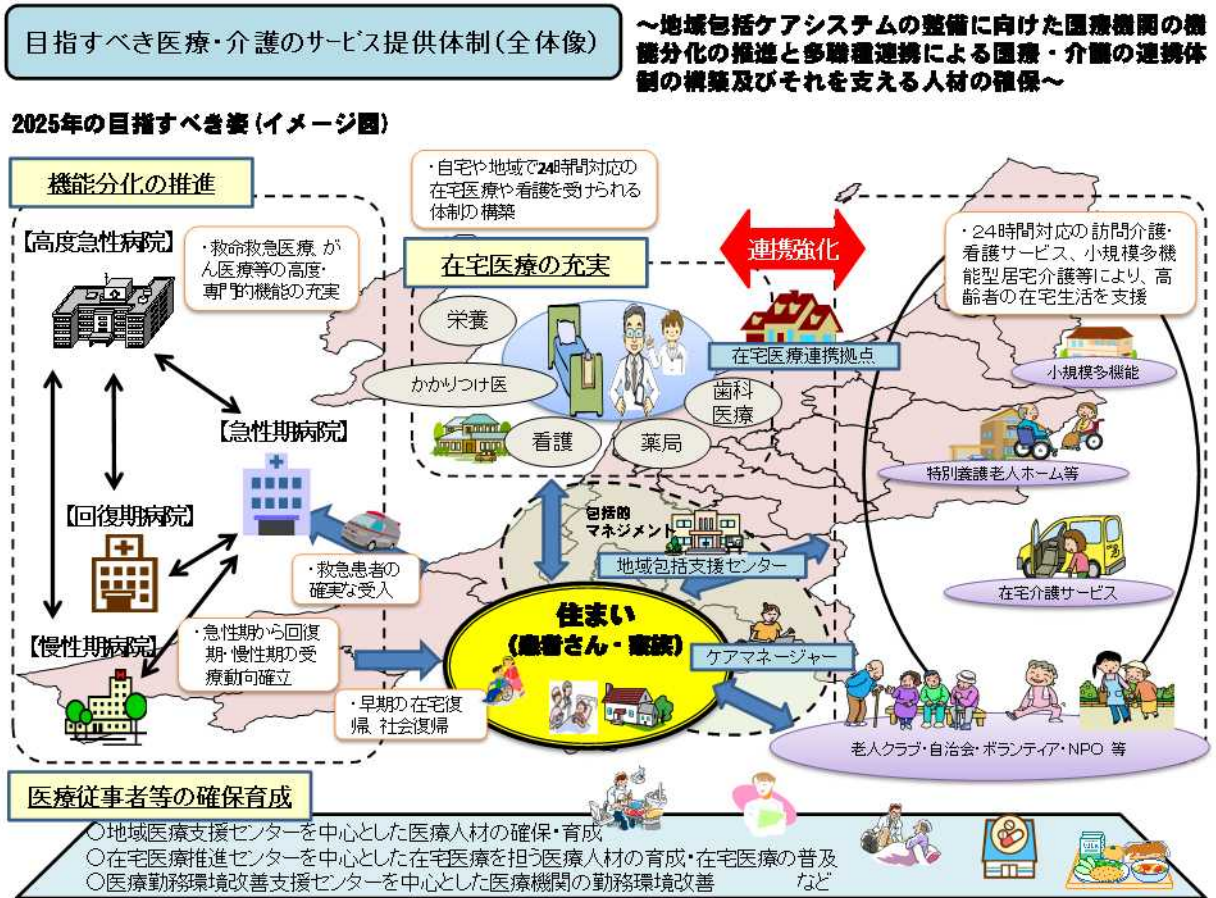 目指すべき医療・介護のサービス提供体制(全体像)
～地域包括ケアシステムの整備に向けた医療機関の機
能分化の推進と多職種連携による医療・介護の連携体
制の構築及びそれを支える人材の確保～
2025年の目指すべき姿(イメージ図)
機能分化の推進
【高度急性病院】
・救命救急医療、が
ん医療等の高度・
専門的機能の充実
【急性期病院】
【回復期病院】
【慢性期病院】
・救急患者の
確実な受入
・急性期から回復
期・慢性期の受
療動向確立
・早期の在宅復
帰、社会復帰
・自宅や地域で24時間対応の
在宅医療や看護を受けられる
体制の構築
在宅医療の充実
栄養
かかりつけ医
看護
薬局
歯科
医療
連携強化
在宅医療連携拠点
包括的
マネジメント
地域包括支援センター
住まい
(患者さん・家族)
ケアマネージャー
・24時間対応の訪問介護・
看護サービス、小規模多機
能型居宅介護等により、高
齢者の在宅生活を支援
小規模多機能
特別養護老人ホーム等
在宅介護サービス
老人クラブ・自治会・ボランティア・NPO 等
医療従事者等の確保育成
○地域医療支援センターを中心とした医療人材の確保・育成
○在宅医療推進センターを中心とした在宅医療を担う医療人材の育成・在宅医療の普及
○医療勤務環境改善支援センターを中心とした医療機関の勤務環境改善 など